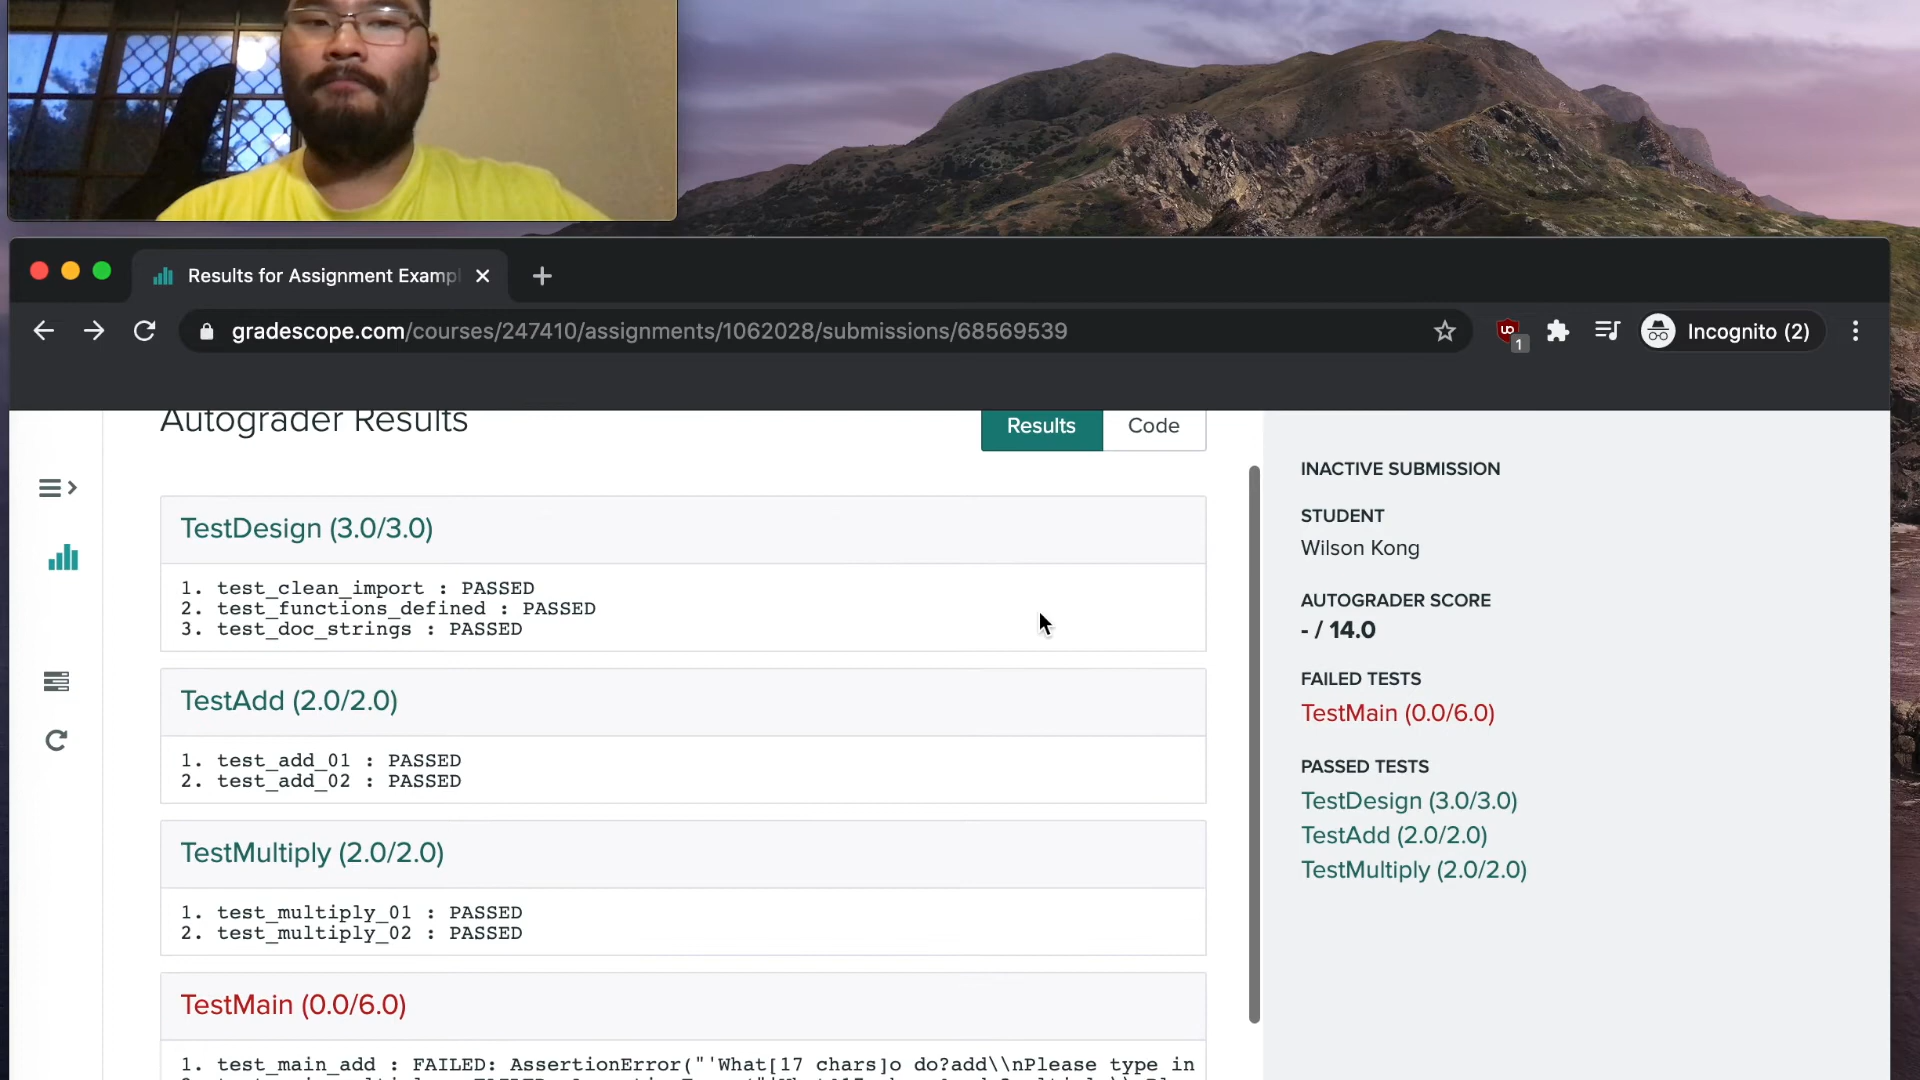 Results for Assignment Examp
gradescope.com/courses/247410/assignments/1062028/submissions/68569539
1
Incognito (2)
Autograder Results
Results
Code
TestDesign (3.0/3.0)
1. test_clean_import : PASSED
2. test_functions_defined : PASSED
3. test_doc_strings : PASSED
TestAdd (2.0/2.0)
1. test_add_01 : PASSED
2. test_add_02 : PASSED
TestMultiply (2.0/2.0)
1. test_multiply_01 : PASSED
2. test_multiply_02 : PASSED
TestMain (0.0/6.0)
1. test_main_add : FAILED: AssertionError("'What[17 chars]o do?add\\nPlease type in
INACTIVE SUBMISSION
STUDENT
Wilson Kong
AUTOGRADER SCORE
- / 14.0
FAILED TESTS
TestMain (0.0/6.0)
PASSED TESTS
TestDesign (3.0/3.0)
TestAdd (2.0/2.0)
TestMultiply (2.0/2.0)